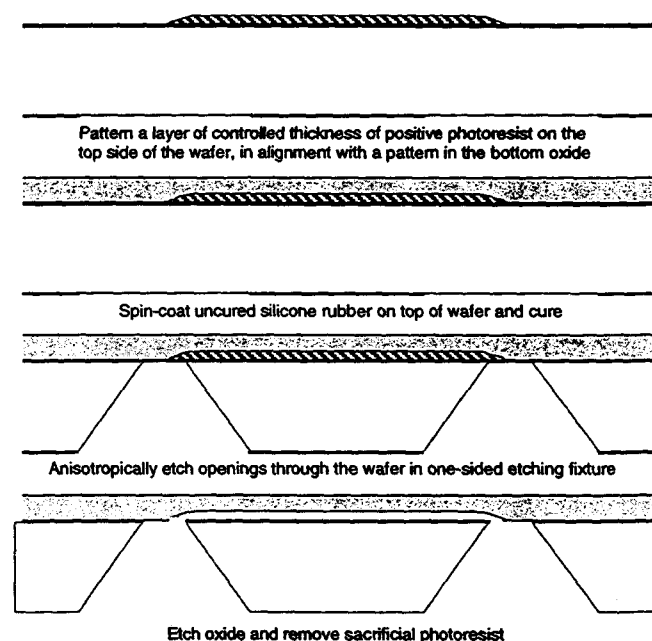 Pattern a layer of controlled thickness of positive photoresist on the
top side of the wafer, in alignment with a pattern in the bottom oxide
Spin-coat uncured silicone rubber on top of wafer and cure
Anisotropically etch openings through the wafer in one-sided etching fixture
Etch oxide and remove sacrificial photoresist